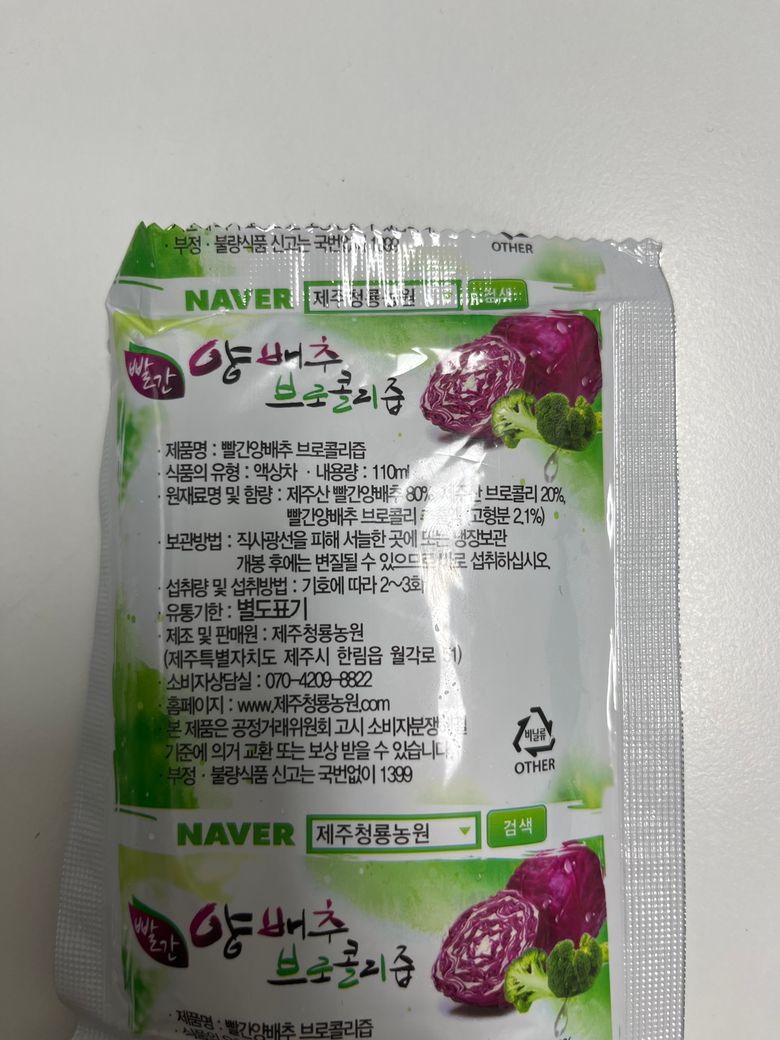 부정·불량식품 신고는 국번없이 1399
OTHER
NAVER 제주청룡농원 검색
빨간
양배추
브로콜리즙
· 제품명 : 빨간양배추 브로콜리즙
· 식품의 유형 : 액상차 · 내용량 : 110ml
· 원재료명 및 함량 : 제주산 빨간양배추 80%, 제주산 브로콜리 20%,
빨간양배추 브로콜리 (고형분 2.1%)
· 보관방법 : 직사광선을 피해 서늘한 곳에 또는 냉장보관
개봉 후에는 변질될 수 있으므로 바로 섭취하십시오.
· 섭취량 및 섭취방법 : 기호에 따라 2~3회
· 유통기한 : 별도표기
· 제조 및 판매원 : 제주청룡농원
(제주특별자치도 제주시 한림읍 월각로 51)
· 소비자상담실 : 070-4209-8822
· 홈페이지 : www.제주청룡농원.com
· 본 제품은 공정거래위원회 고시 소비자분쟁해결
기준에 의거 교환 또는 보상 받을 수 있습니다.
· 부정·불량식품 신고는 국번없이 1399
비닐류
OTHER
NAVER 제주청룡농원 검색
빨간
양배추
브로콜리즙
· 제품명 : 빨간양배추 브로콜리즙